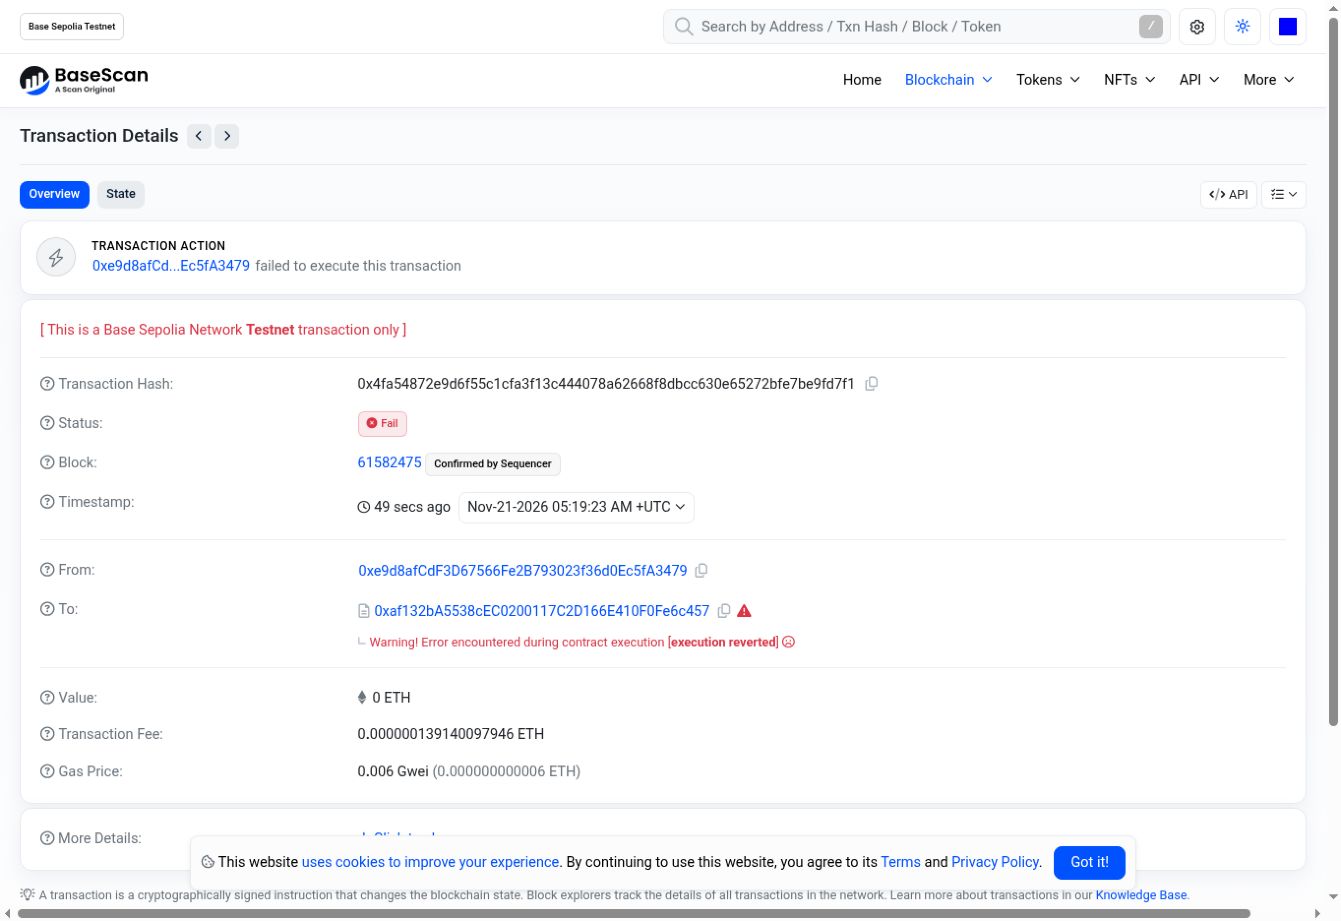 Base Sepolia Testnet
Search by Address / Txn Hash / Block / Token
/
BaseScan
A Scan Original
Home
Blockchain
Tokens
NFTs
API
More
Transaction Details
Overview
State
API
TRANSACTION ACTION
0xe9d8afCd...Ec5fA3479 failed to execute this transaction
[ This is a Base Sepolia Network Testnet transaction only ]
Transaction Hash:
0x4fa54872e9d6f55c1cfa3f13c444078a62668f8dbcc630e65272bfe7be9fd7f1
Status:
Fail
Block:
61582475 Confirmed by Sequencer
Timestamp:
49 secs ago Nov-21-2026 05:19:23 AM +UTC
From:
0xe9d8afCdF3D67566Fe2B793023f36d0Ec5fA3479
To:
0xaf132bA5538cEC0200117C2D166E410F0Fe6c457
Warning! Error encountered during contract execution [execution reverted]
Value:
0 ETH
Transaction Fee:
0.000000139140097946 ETH
Gas Price:
0.006 Gwei (0.000000000006 ETH)
More Details:
This website uses cookies to improve your experience. By continuing to use this website, you agree to its Terms and Privacy Policy.
Got it!
A transaction is a cryptographically signed instruction that changes the blockchain state. Block explorers track the details of all transactions in the network. Learn more about transactions in our Knowledge Base.